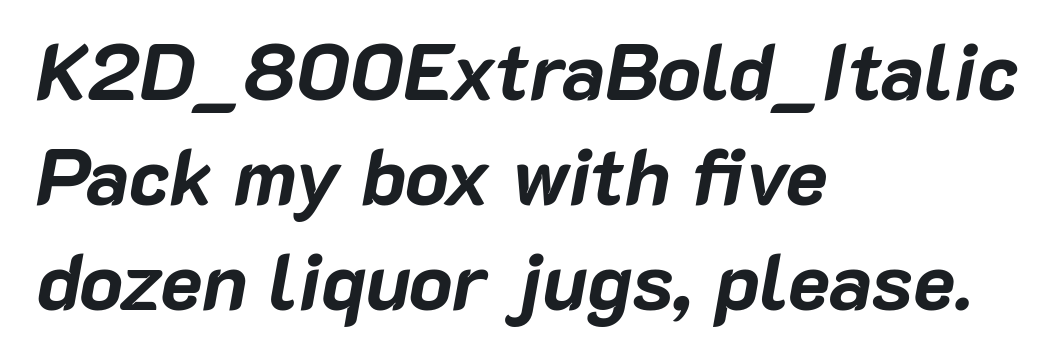 K2D_800ExtraBold_Italic
Pack my box with five
dozen liquor jugs, please.